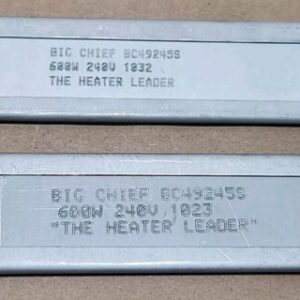 BIG CHIEF BC49245S
600W 240V 1032
THE HEATER LEADER
BIG CHIEF BC49245S
600W 240V 1023
"THE HEATER LEADER"